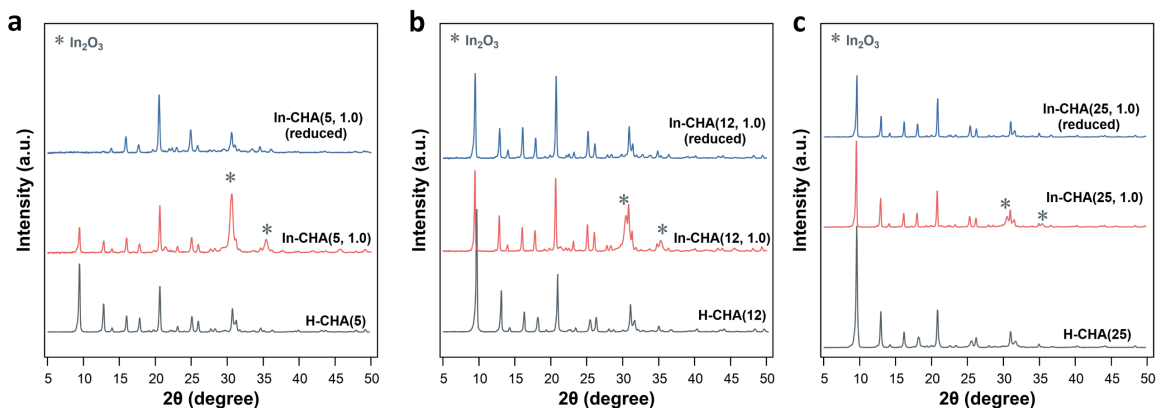 a
* In₂O₃
In-CHA(5, 1.0)
(reduced)
*
*
In-CHA(5, 1.0)
H-CHA(5)
Intensity (a.u.)
5 10 15 20 25 30 35 40 45 50
2θ (degree)
b
* In₂O₃
In-CHA(12, 1.0)
(reduced)
*
*
In-CHA(12, 1.0)
H-CHA(12)
Intensity (a.u.)
5 10 15 20 25 30 35 40 45 50
2θ (degree)
c
* In₂O₃
In-CHA(25, 1.0)
(reduced)
In-CHA(25, 1.0)
*
*
H-CHA(25)
Intensity (a.u.)
5 10 15 20 25 30 35 40 45 50
2θ (degree)